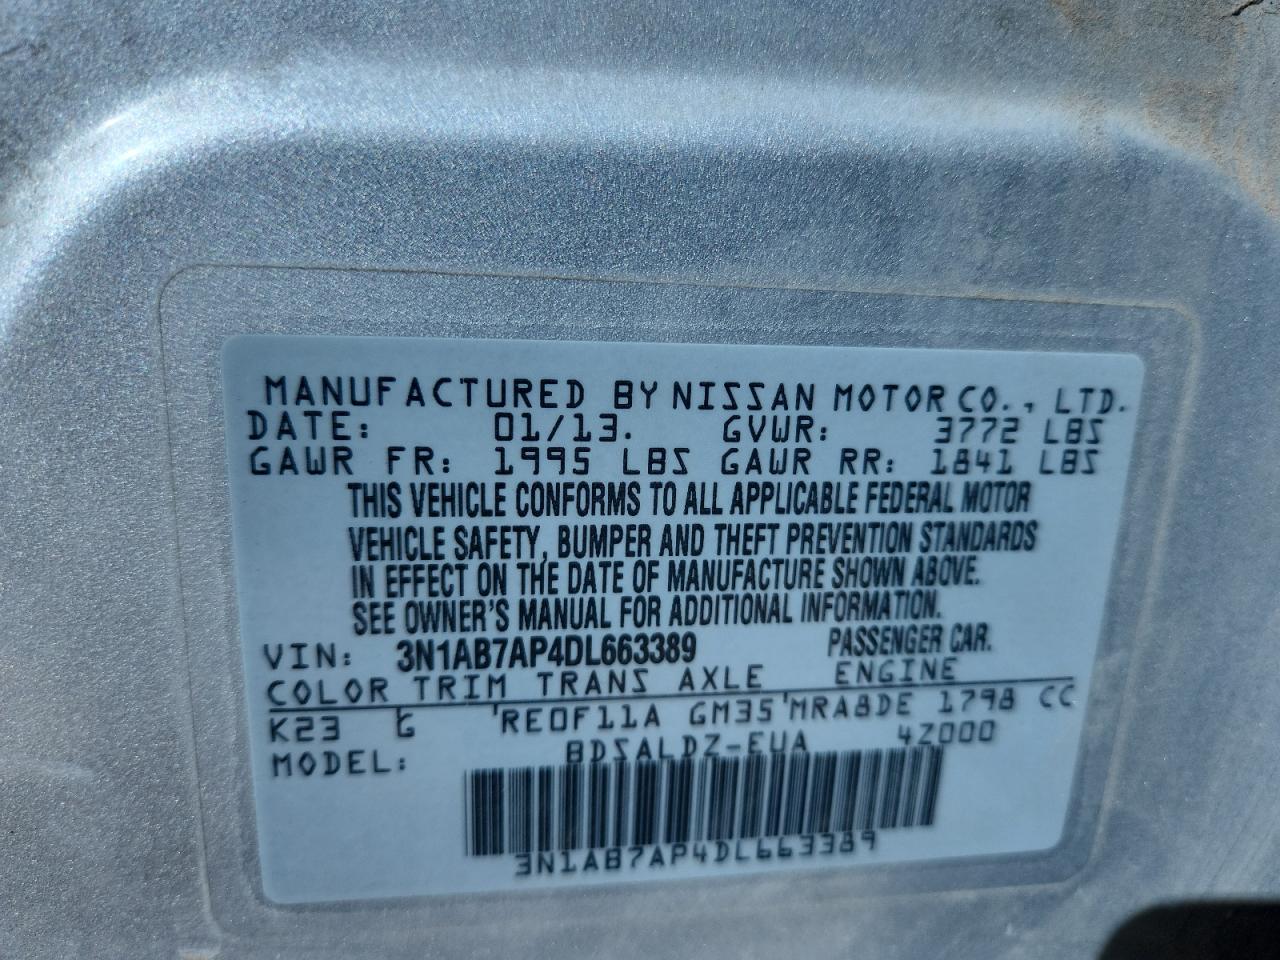 MANUFACTURED BY NISSAN MOTOR CO., LTD.
DATE: 01/13. GVWR: 3772 LBS
GAWR FR: 1995 LBS GAWR RR: 1841 LBS
THIS VEHICLE CONFORMS TO ALL APPLICABLE FEDERAL MOTOR
VEHICLE SAFETY, BUMPER AND THEFT PREVENTION STANDARDS
IN EFFECT ON THE DATE OF MANUFACTURE SHOWN ABOVE.
SEE OWNER'S MANUAL FOR ADDITIONAL INFORMATION.
VIN: 3N1AB7AP4DL663389 PASSENGER CAR.
COLOR TRIM TRANS AXLE ENGINE
K23 G 'RE0F11A GM35'MRA8DE 1798 CC
MODEL: BDSALDZ-EUA 4Z000
3N1AB7AP4DL663389